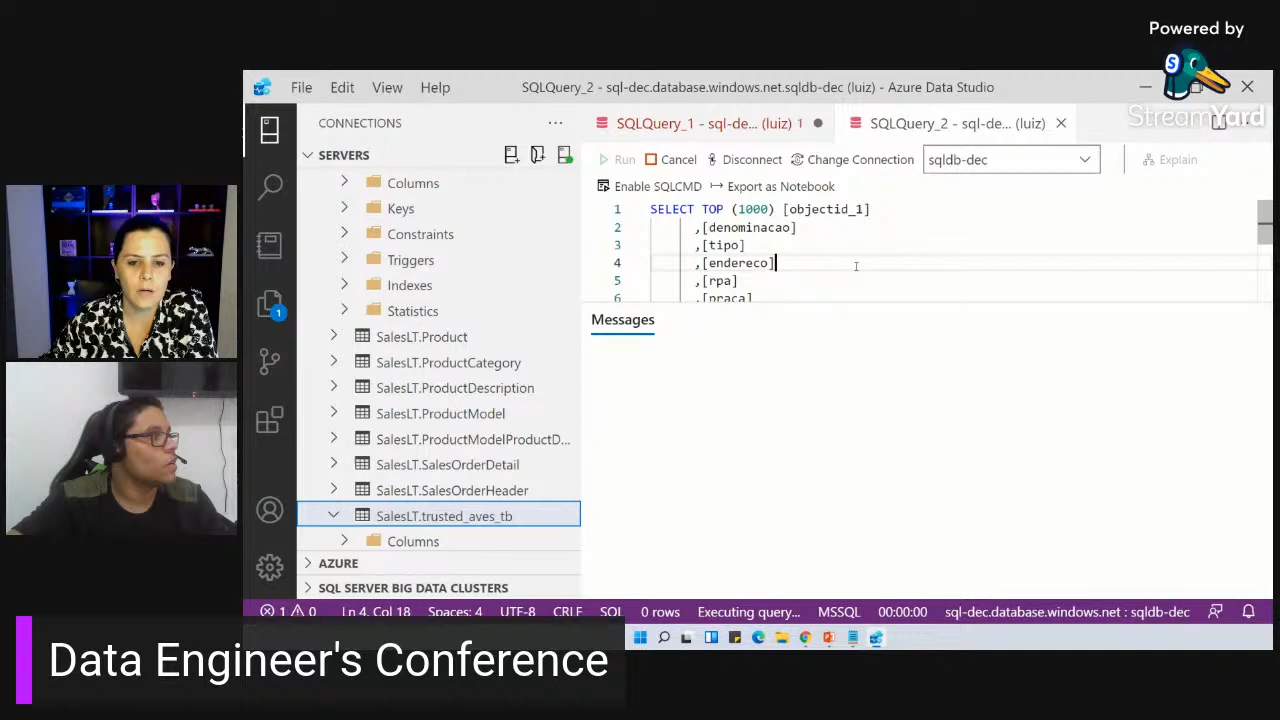 Powered by
StreamYard
File Edit View Help
SQLQuery_2 - sql-dec.database.windows.net.sqldb-dec (luiz) - Azure Data Studio
CONNECTIONS
SQLQuery_1 - sql-de... (luiz) 1
SQLQuery_2 - sql-de... (luiz)
SERVERS
Run Cancel Disconnect Change Connection sqldb-dec Explain
Enable SQLCMD Export as Notebook
Columns
Keys
Constraints
Triggers
Indexes
Statistics
SalesLT.Product
SalesLT.ProductCategory
SalesLT.ProductDescription
SalesLT.ProductModel
SalesLT.ProductModelProductD...
SalesLT.SalesOrderDetail
SalesLT.SalesOrderHeader
SalesLT.trusted_aves_tb
Columns
AZURE
SQL SERVER BIG DATA CLUSTERS
1
1 SELECT TOP (1000) [objectid_1]
2 ,[denominacao]
3 ,[tipo]
4 ,[endereco]
5 ,[rpa]
6 ,[praca]
Messages
1 0 Ln 4, Col 18 Spaces: 4 UTF-8 CRLF SQL 0 rows Executing query... MSSQL 00:00:00 sql-dec.database.windows.net : sqldb-dec
Data Engineer's Conference